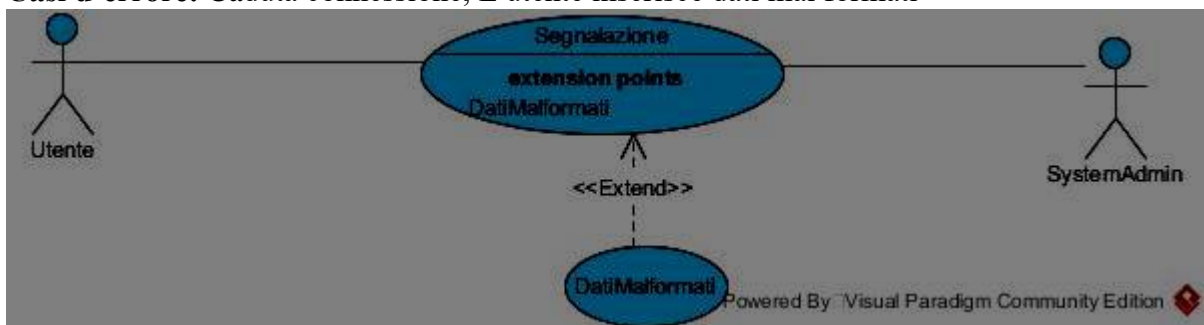 Segnalazione
extension points
DatiMalformati
Utente
SystemAdmin
<<Extend>>
DatiMalformati
Powered By Visual Paradigm Community Edition